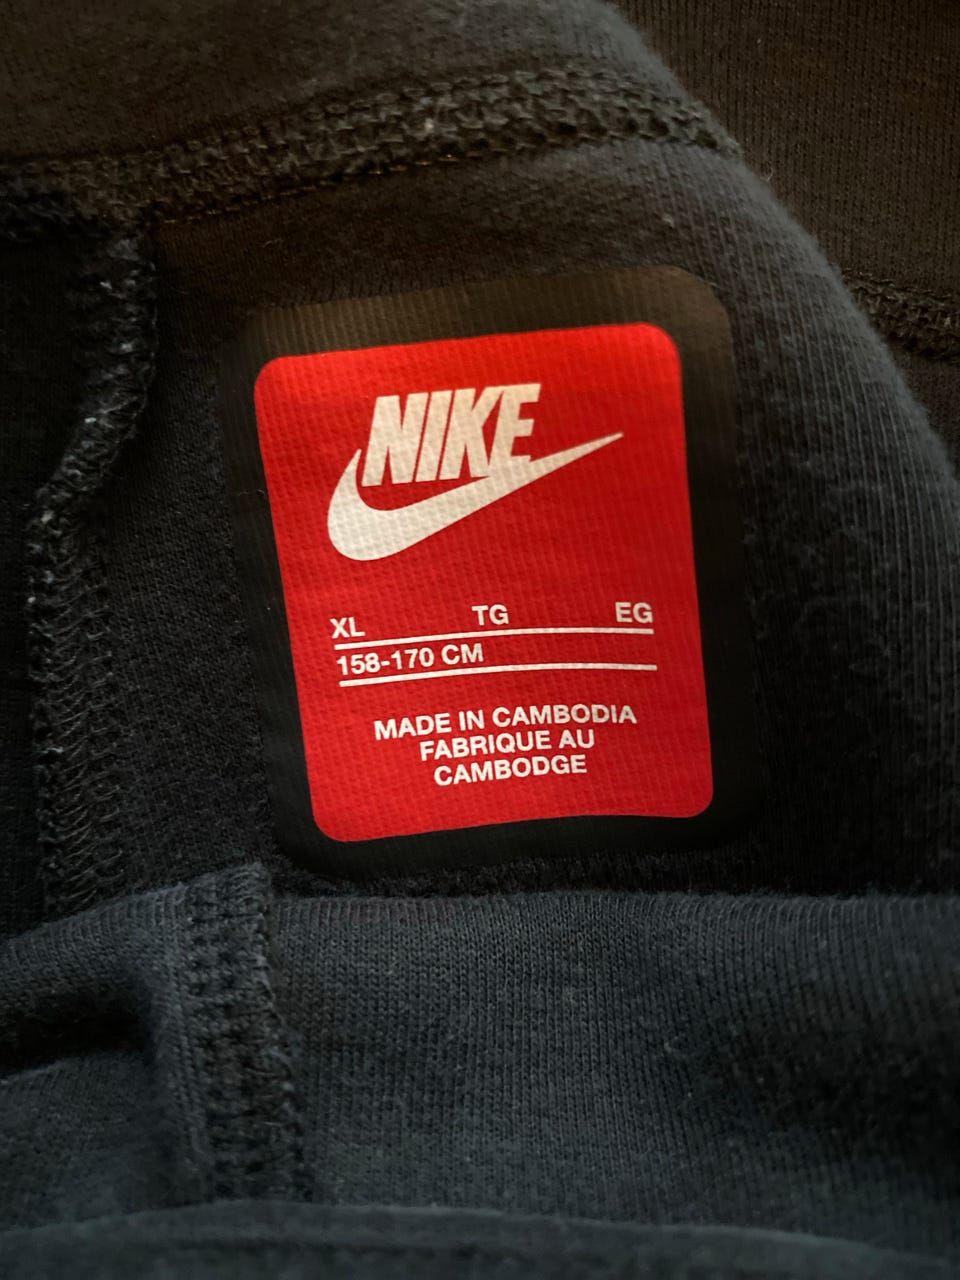 NIKE
XL TG EG
158-170 CM
MADE IN CAMBODIA
FABRIQUE AU
CAMBODGE